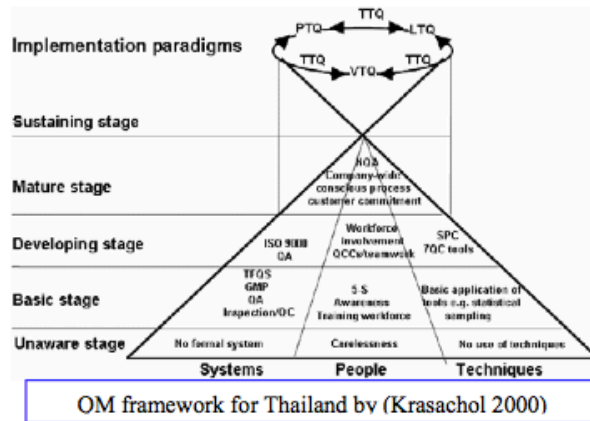 TTQ
PTQ LTQ
Implementation paradigms
TTQ TTQ
VTQ
Sustaining stage
NQA
Company-wide
Mature stage
conscious process
customer commitment
Workforce
SPC
Developing stage
ISO 9000
Involvement
7QC tools
QA
QCCs/teamwork
TFQS
GMP
5 S
Basic application of
Basic stage
QA
Awareness
tools e.g. statistical
Inspection/QC
Training workforce
sampling
Unaware stage
No formal system Carelessness No use of techniques
Systems People Techniques
QM framework for Thailand by (Krasachol 2000)